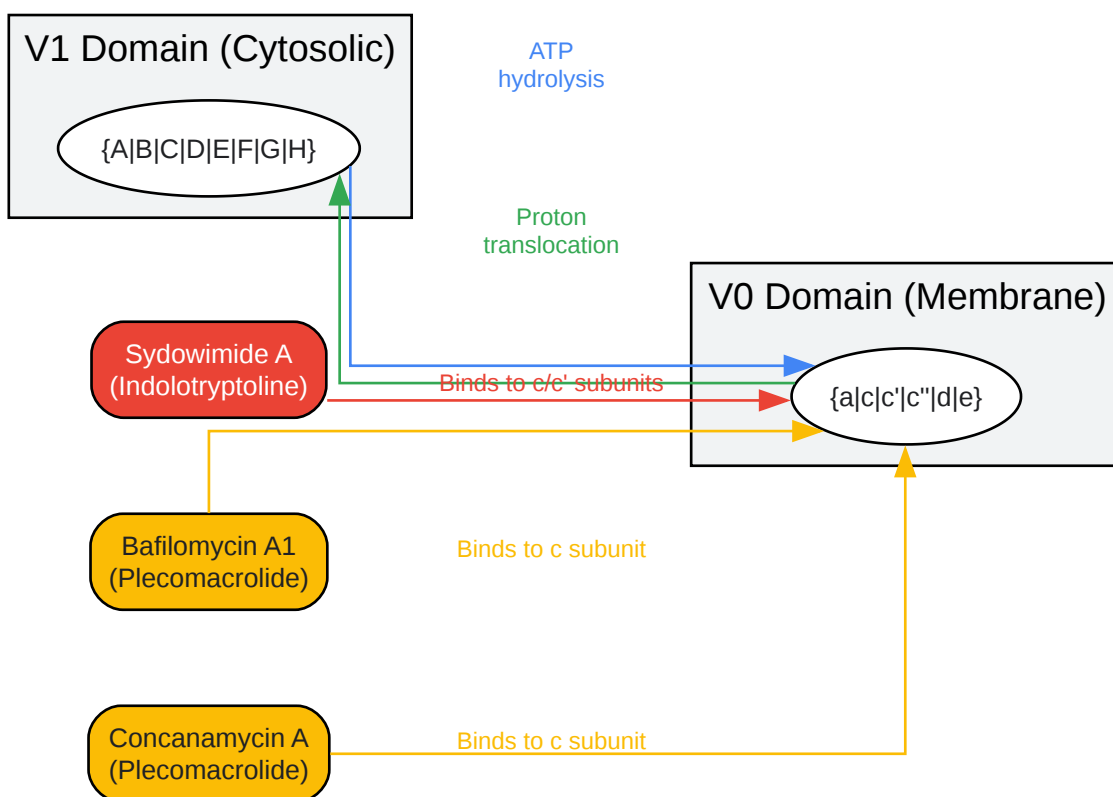 V1 Domain (Cytosolic)
{A|B|C|D|E|F|G|H}
ATP
hydrolysis
Proton
translocation
V0 Domain (Membrane)
{a|c|c'|c''|d|e}
Sydowimide A
(Indolotryptoline)
Binds to c/c' subunits
Bafilomycin A1
(Plecomacrolide)
Binds to c subunit
Concanamycin A
(Plecomacrolide)
Binds to c subunit